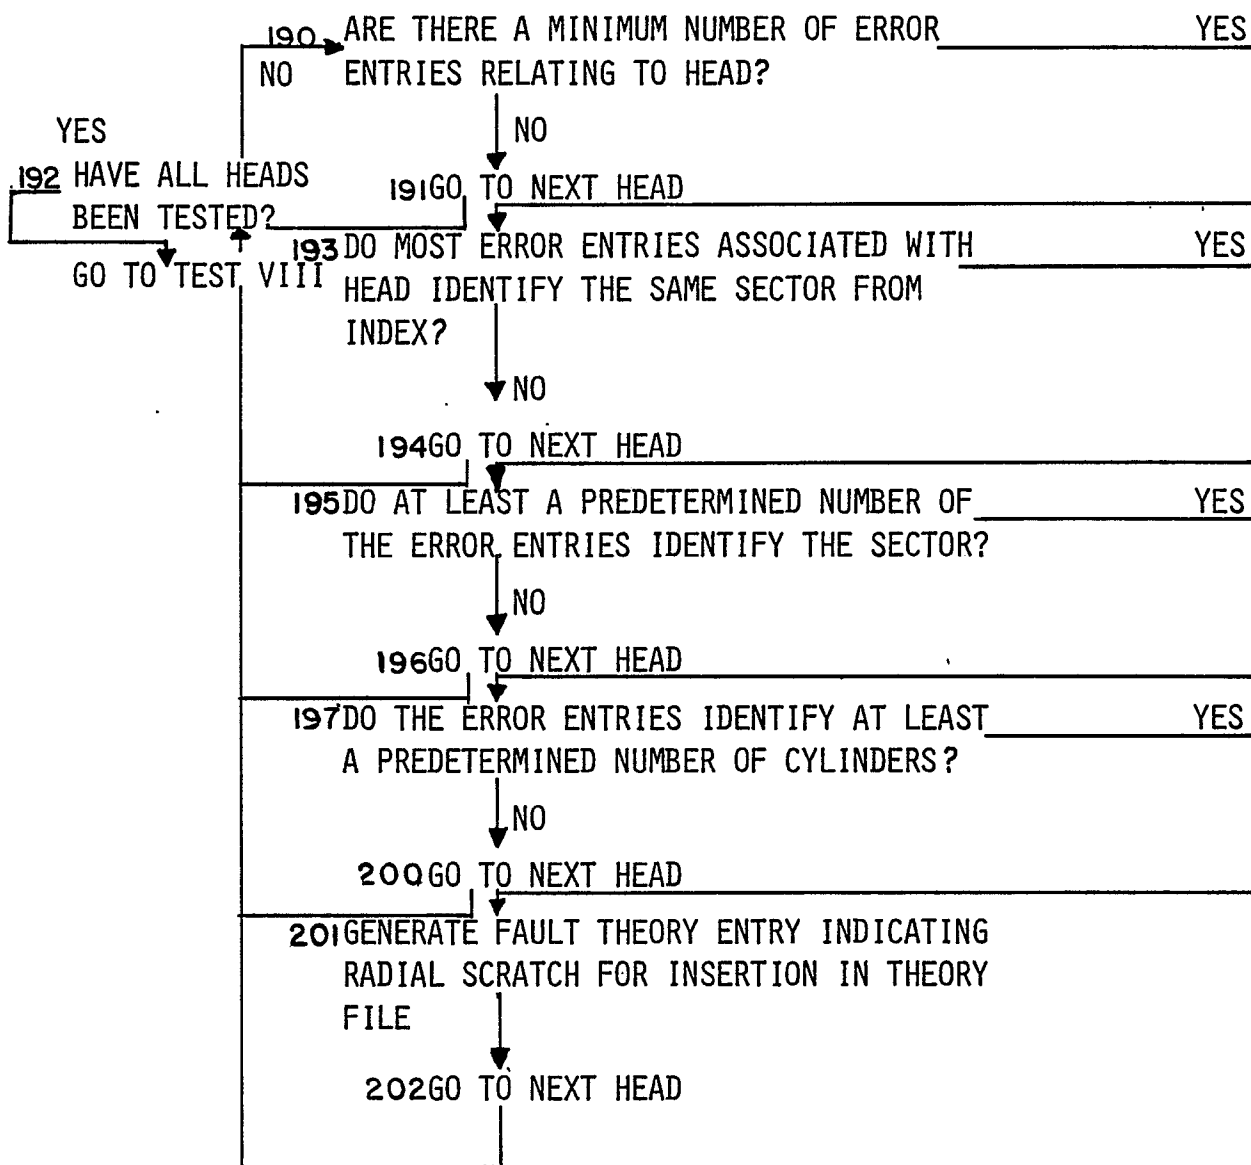 190 ARE THERE A MINIMUM NUMBER OF ERROR YES
NO ENTRIES RELATING TO HEAD?
NO
YES
192 HAVE ALL HEADS
BEEN TESTED?
GO TO TEST VIII
191 GO TO NEXT HEAD
193 DO MOST ERROR ENTRIES ASSOCIATED WITH YES
HEAD IDENTIFY THE SAME SECTOR FROM
INDEX?
NO
194 GO TO NEXT HEAD
195 DO AT LEAST A PREDETERMINED NUMBER OF YES
THE ERROR ENTRIES IDENTIFY THE SECTOR?
NO
196 GO TO NEXT HEAD
197 DO THE ERROR ENTRIES IDENTIFY AT LEAST YES
A PREDETERMINED NUMBER OF CYLINDERS?
NO
200 GO TO NEXT HEAD
201 GENERATE FAULT THEORY ENTRY INDICATING
RADIAL SCRATCH FOR INSERTION IN THEORY
FILE
202 GO TO NEXT HEAD